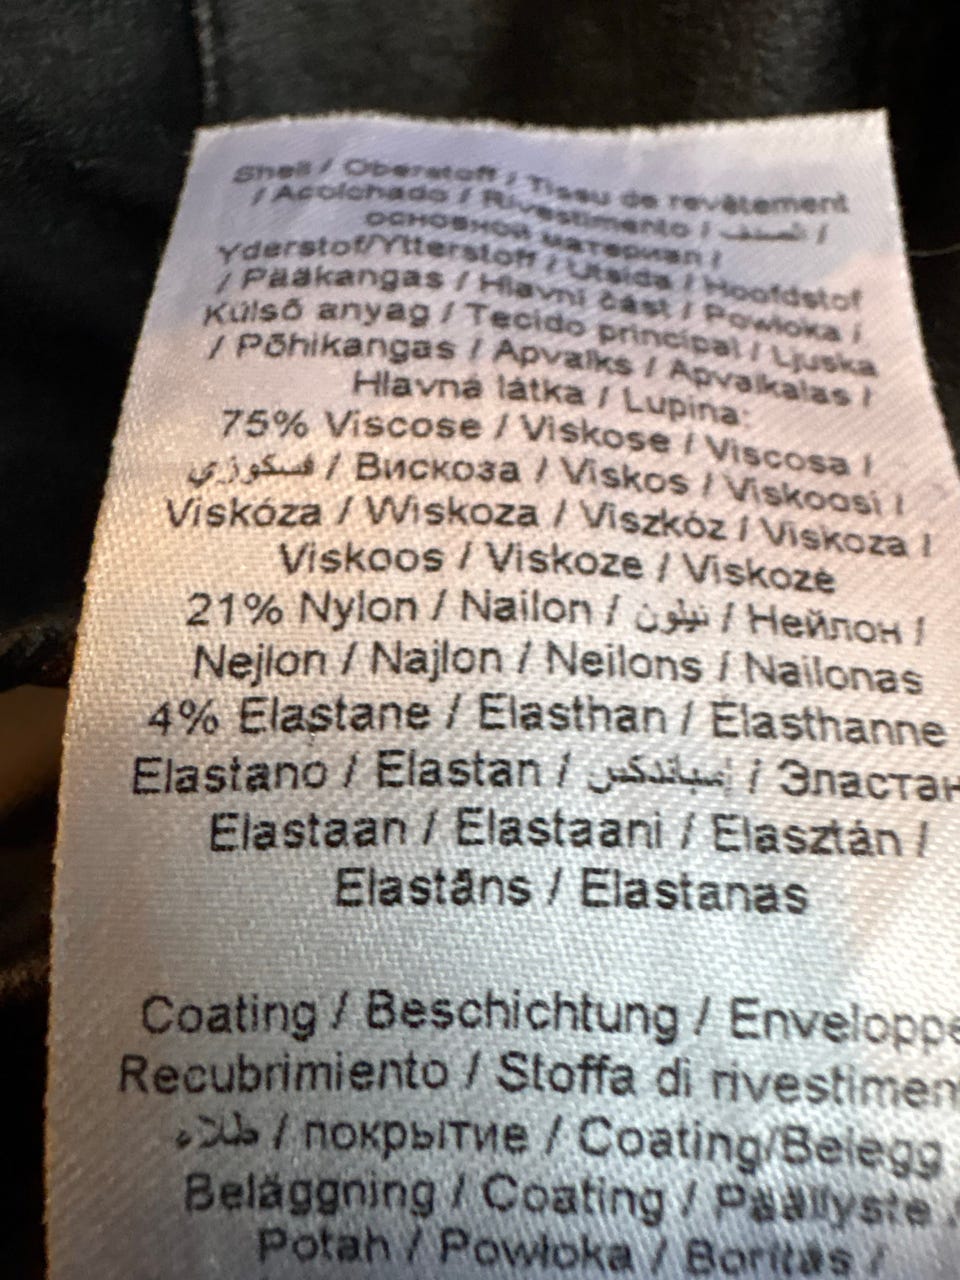 Shell / Oberstoff / Tissu de revêtement
/ Acolchado / Rivestimento / الصنف /
основной материал /
Yderstof/Ytterstoff / Utsida / Hoofdstof
/ Pääkangas / Hlavní část / Powłoka /
Külső anyag / Tecido principal / Ljuska
/ Põhikangas / Apvalks / Apvalkalas /
Hlavná látka / Lupina:
75% Viscose / Viskose / Viscosa /
فسكوزي / Вискоза / Viskos / Viskoosi /
Viskóza / Wiskoza / Viszkóz / Viskoza /
Viskoos / Viskoze / Viskozė
21% Nylon / Nailon / نيلون / Нейлон /
Nejlon / Najlon / Neilons / Nailonas
4% Elastane / Elasthan / Élasthanne
Elastano / Elastan / إسباندكس / Эластан
Elastaan / Elastaani / Elasztán /
Elastāns / Elastanas
Coating / Beschichtung / Enveloppe
Recubrimiento / Stoffa di rivestimen
طلاء / покрытие / Coating/Belegg
Beläggning / Coating / Päällyste
Potah / Powłoka / Borítás /